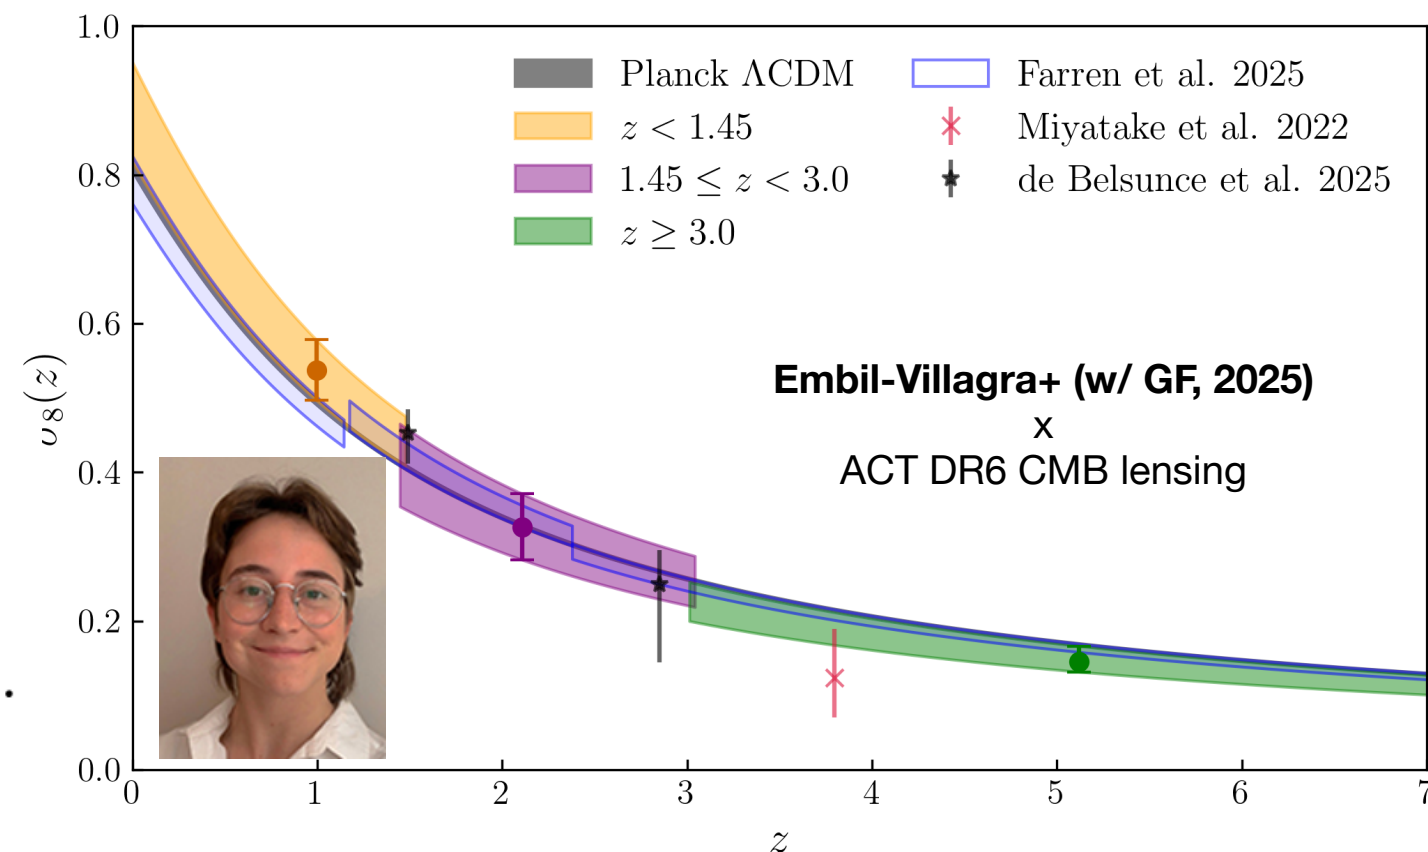 1.0
0.8
0.6
0.4
0.2
0.0
σ8(z)
Planck ΛCDM
z < 1.45
1.45 ≤ z < 3.0
z ≥ 3.0
Farren et al. 2025
Miyatake et al. 2022
de Belsunce et al. 2025
Embil-Villagra+ (w/ GF, 2025)
x
ACT DR6 CMB lensing
0 1 2 3 4 5 6 7
z